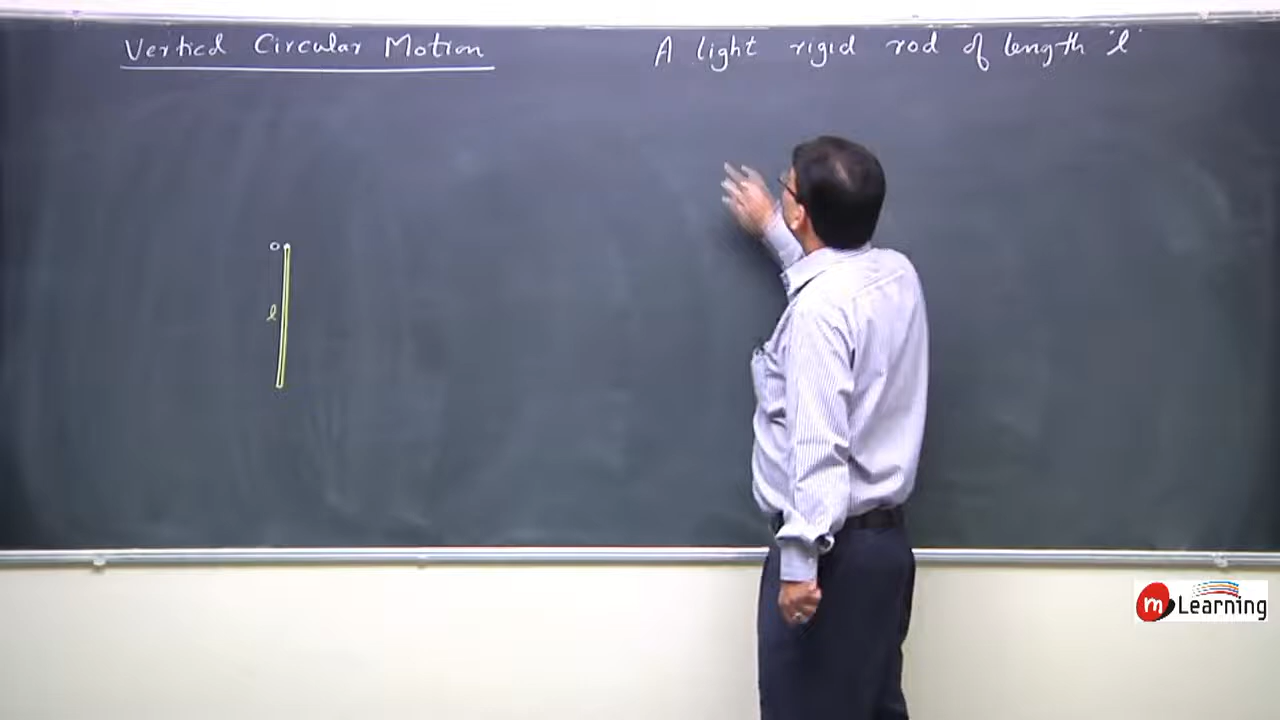 Vertical Circular Motion
A light rigid rod of length 'l'
O
l
m Learning